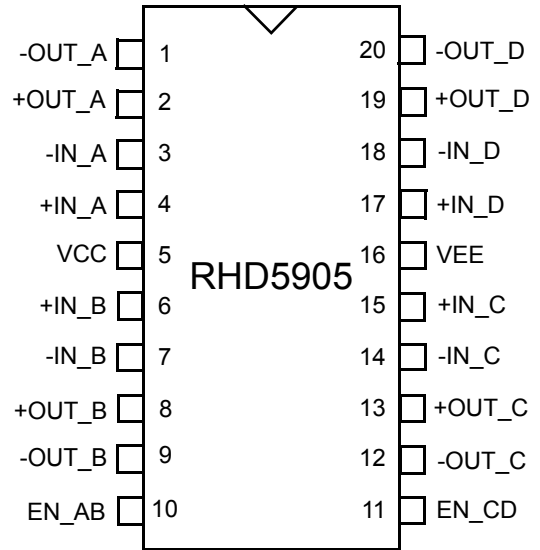 -OUT_A 1 20 -OUT_D
+OUT_A 2 19 +OUT_D
-IN_A 3 18 -IN_D
+IN_A 4 17 +IN_D
VCC 5 16 VEE
RHD5905
+IN_B 6 15 +IN_C
-IN_B 7 14 -IN_C
+OUT_B 8 13 +OUT_C
-OUT_B 9 12 -OUT_C
EN_AB 10 11 EN_CD